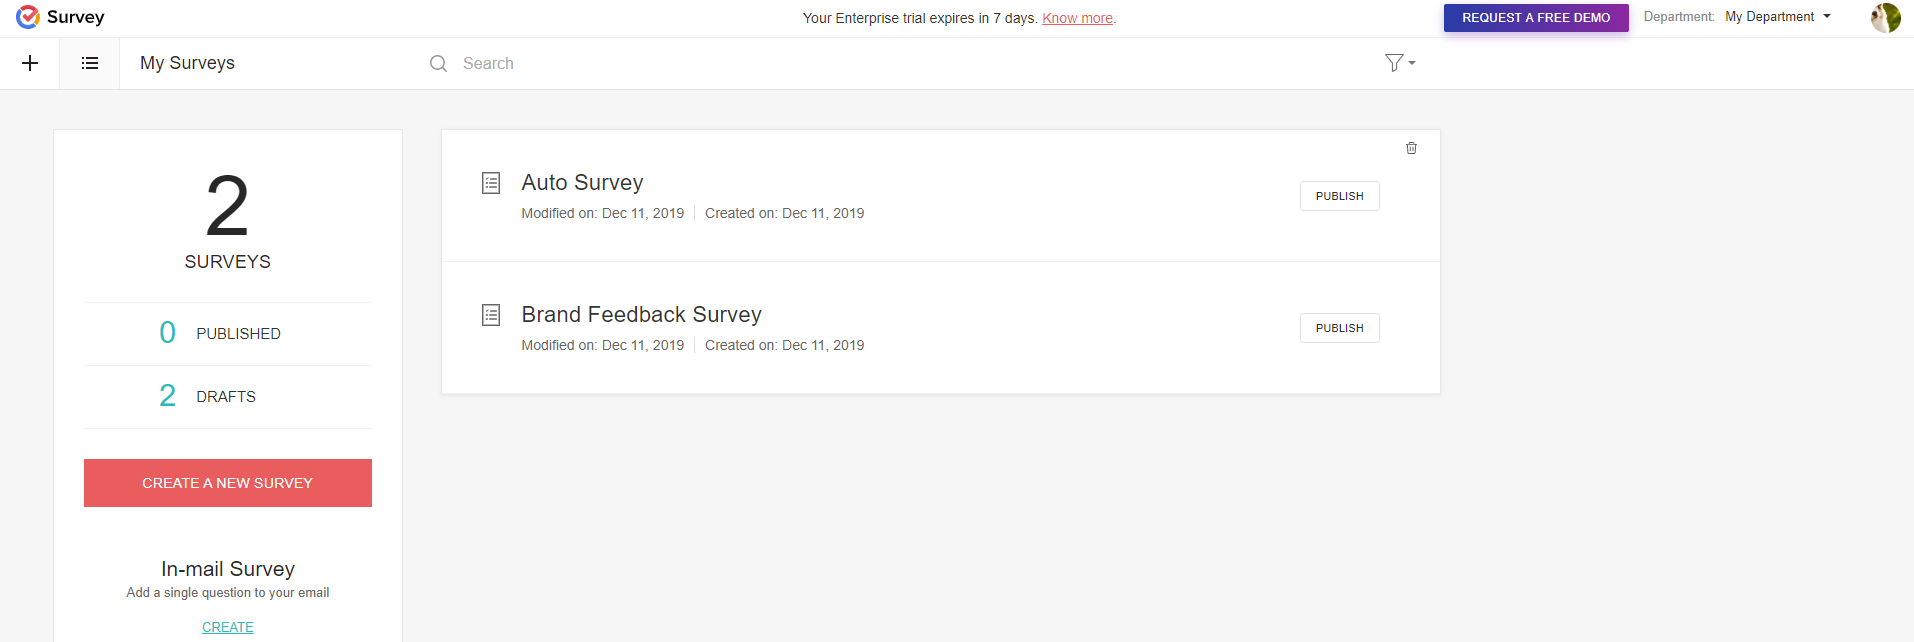 Survey
Your Enterprise trial expires in 7 days. Know more.
REQUEST A FREE DEMO
Department: My Department
My Surveys
Search
2
SURVEYS
0 PUBLISHED
2 DRAFTS
CREATE A NEW SURVEY
In-mail Survey
Add a single question to your email
CREATE
Auto Survey
Modified on: Dec 11, 2019 Created on: Dec 11, 2019
PUBLISH
Brand Feedback Survey
Modified on: Dec 11, 2019 Created on: Dec 11, 2019
PUBLISH